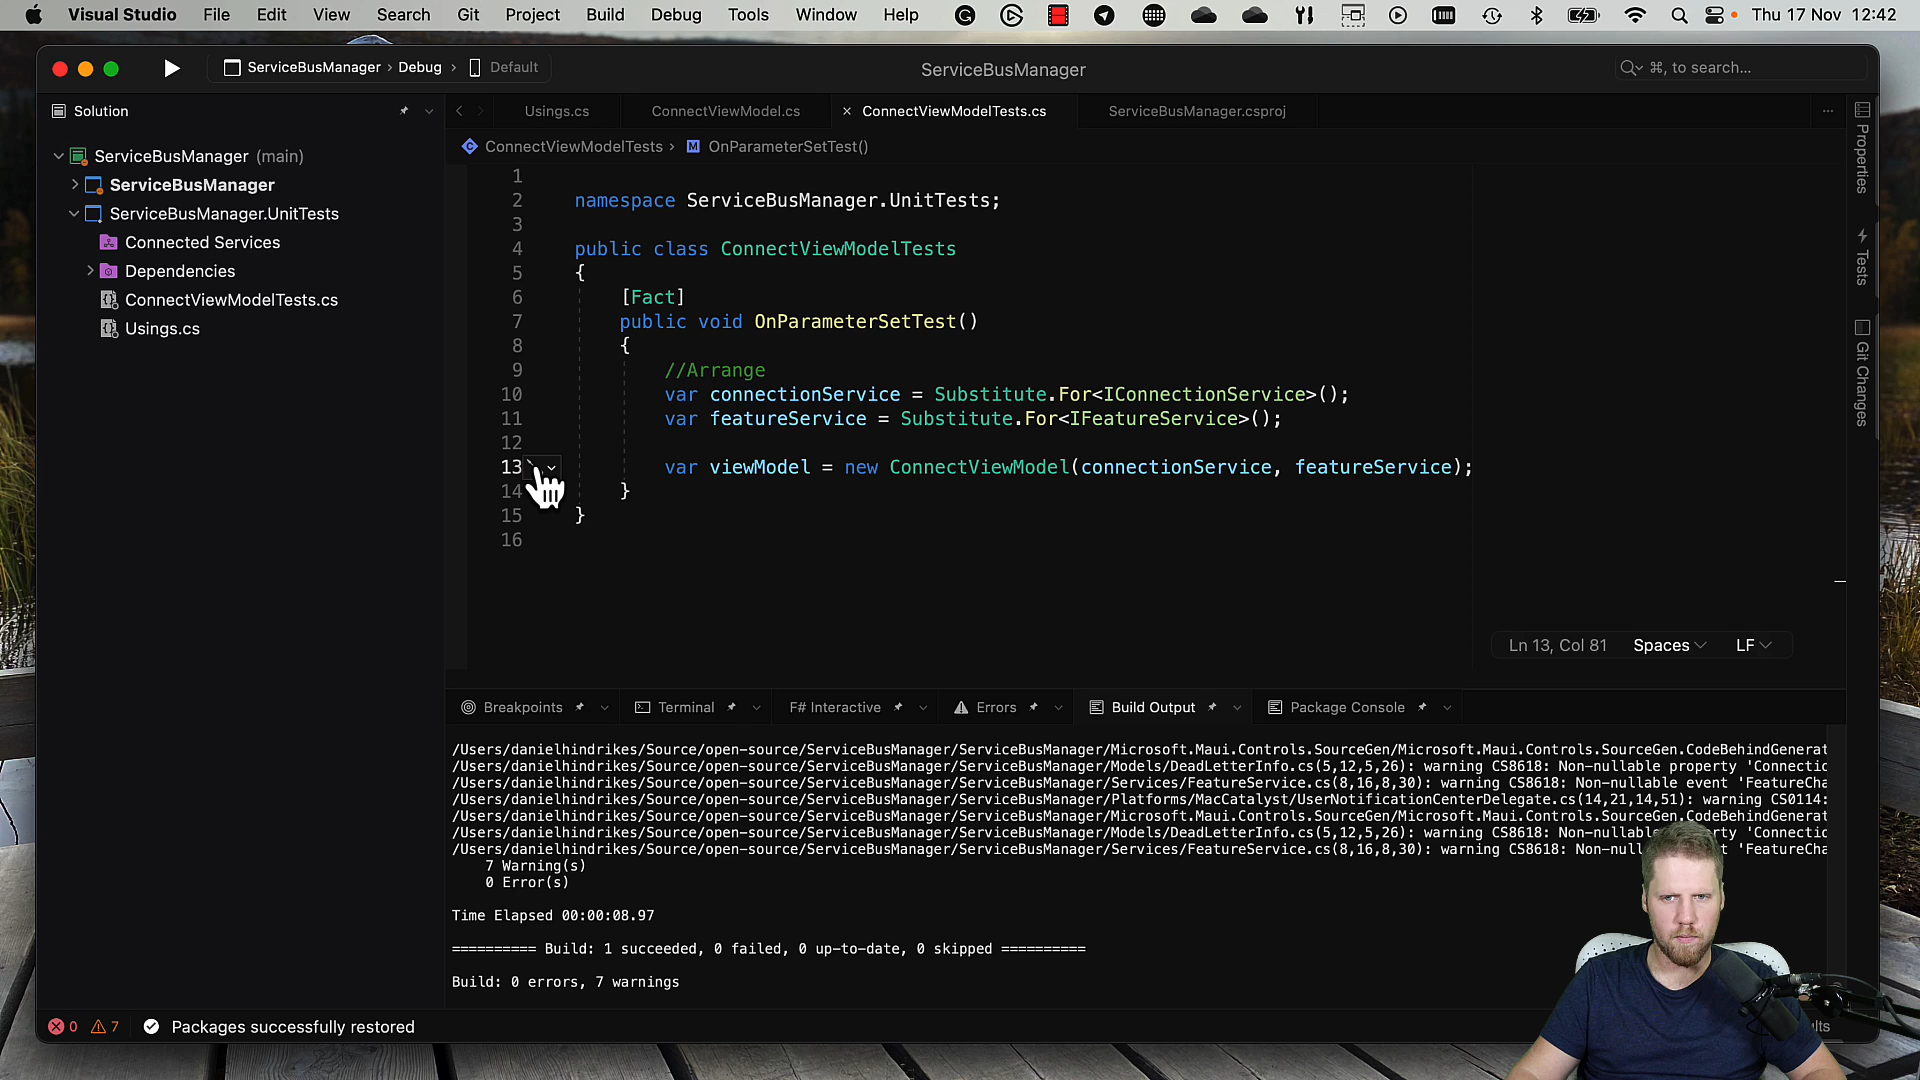 Visual Studio File Edit View Search Git Project Build Debug Tools Window Help Thu 17 Nov 12:42
ServiceBusManager › Debug › Default
ServiceBusManager
⌘, to search...
Solution
Usings.cs
ConnectViewModel.cs
× ConnectViewModelTests.cs
ServiceBusManager.csproj
ConnectViewModelTests › M OnParameterSetTest()
ServiceBusManager (main)
ServiceBusManager
ServiceBusManager.UnitTests
Connected Services
Dependencies
ConnectViewModelTests.cs
Usings.cs
1
2 namespace ServiceBusManager.UnitTests;
3
4 public class ConnectViewModelTests
5 {
6 [Fact]
7 public void OnParameterSetTest()
8 {
9 //Arrange
10 var connectionService = Substitute.For<IConnectionService>();
11 var featureService = Substitute.For<IFeatureService>();
12
13 var viewModel = new ConnectViewModel(connectionService, featureService);
14 }
15 }
16
Properties
Tests
Git Changes
Ln 13, Col 81 Spaces LF
Breakpoints
Terminal
F# Interactive
Errors
Build Output
Package Console
/Users/danielhindrikes/Source/open-source/ServiceBusManager/ServiceBusManager/Microsoft.Maui.Controls.SourceGen/Microsoft.Maui.Controls.SourceGen.CodeBehindGenerat
/Users/danielhindrikes/Source/open-source/ServiceBusManager/ServiceBusManager/Models/DeadLetterInfo.cs(5,12,5,26): warning CS8618: Non-nullable property 'Connectio
/Users/danielhindrikes/Source/open-source/ServiceBusManager/ServiceBusManager/Services/FeatureService.cs(8,16,8,30): warning CS8618: Non-nullable event 'FeatureCha
/Users/danielhindrikes/Source/open-source/ServiceBusManager/ServiceBusManager/Platforms/MacCatalyst/UserNotificationCenterDelegate.cs(14,21,14,51): warning CS0114:
/Users/danielhindrikes/Source/open-source/ServiceBusManager/ServiceBusManager/Microsoft.Maui.Controls.SourceGen/Microsoft.Maui.Controls.SourceGen.CodeBehindGenerat
/Users/danielhindrikes/Source/open-source/ServiceBusManager/ServiceBusManager/Models/DeadLetterInfo.cs(5,12,5,26): warning CS8618: Non-nullable property 'Connectio
/Users/danielhindrikes/Source/open-source/ServiceBusManager/ServiceBusManager/Services/FeatureService.cs(8,16,8,30): warning CS8618: Non-null t 'FeatureCha
7 Warning(s)
0 Error(s)
Time Elapsed 00:00:08.97
========== Build: 1 succeeded, 0 failed, 0 up-to-date, 0 skipped ==========
Build: 0 errors, 7 warnings
0 7 Packages successfully restored